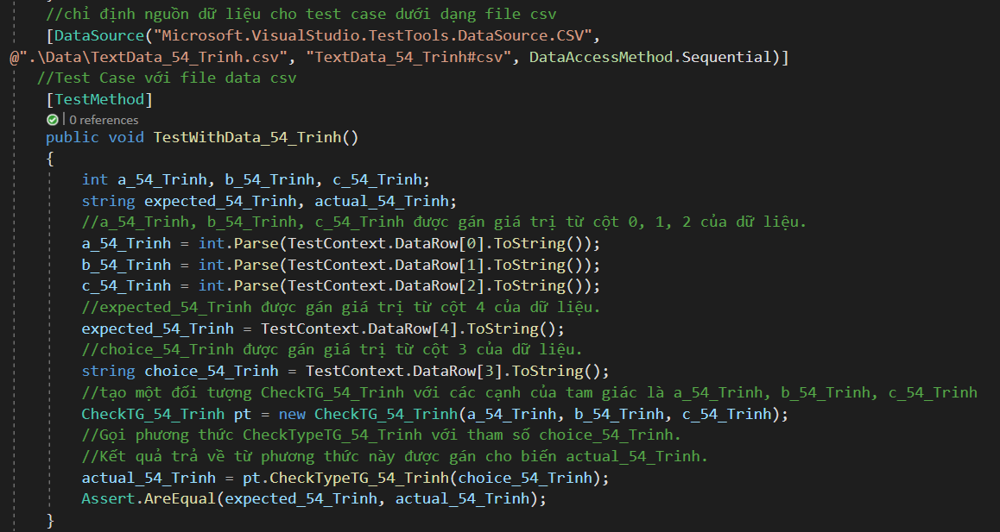 //chỉ định nguồn dữ liệu cho test case dưới dạng file csv
[DataSource("Microsoft.VisualStudio.TestTools.DataSource.CSV",
@".\Data\TextData_54_Trinh.csv", "TextData_54_Trinh#csv", DataAccessMethod.Sequential)]
//Test Case với file data csv
[TestMethod]
0 references
public void TestWithData_54_Trinh()
{
int a_54_Trinh, b_54_Trinh, c_54_Trinh;
string expected_54_Trinh, actual_54_Trinh;
//a_54_Trinh, b_54_Trinh, c_54_Trinh được gán giá trị từ cột 0, 1, 2 của dữ liệu.
a_54_Trinh = int.Parse(TestContext.DataRow[0].ToString());
b_54_Trinh = int.Parse(TestContext.DataRow[1].ToString());
c_54_Trinh = int.Parse(TestContext.DataRow[2].ToString());
//expected_54_Trinh được gán giá trị từ cột 4 của dữ liệu.
expected_54_Trinh = TestContext.DataRow[4].ToString();
//choice_54_Trinh được gán giá trị từ cột 3 của dữ liệu.
string choice_54_Trinh = TestContext.DataRow[3].ToString();
//tạo một đối tượng CheckTG_54_Trinh với các cạnh của tam giác là a_54_Trinh, b_54_Trinh, c_54_Trinh
CheckTG_54_Trinh pt = new CheckTG_54_Trinh(a_54_Trinh, b_54_Trinh, c_54_Trinh);
//Gọi phương thức CheckTypeTG_54_Trinh với tham số choice_54_Trinh.
//Kết quả trả về từ phương thức này được gán cho biến actual_54_Trinh.
actual_54_Trinh = pt.CheckTypeTG_54_Trinh(choice_54_Trinh);
Assert.AreEqual(expected_54_Trinh, actual_54_Trinh);
}